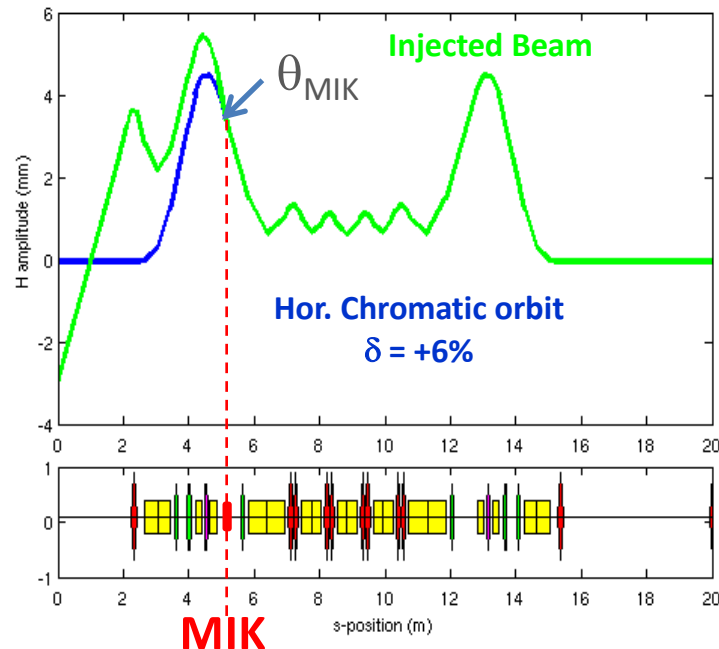 6
4
2
0
-2
-4
H amplitude (mm)
Injected Beam
θMIK
Hor. Chromatic orbit
δ = +6%
0 2 4 6 8 10 12 14 16 18 20
1
0
-1
0 2 4 6 8 10 12 14 16 18 20
MIK
s-position (m)